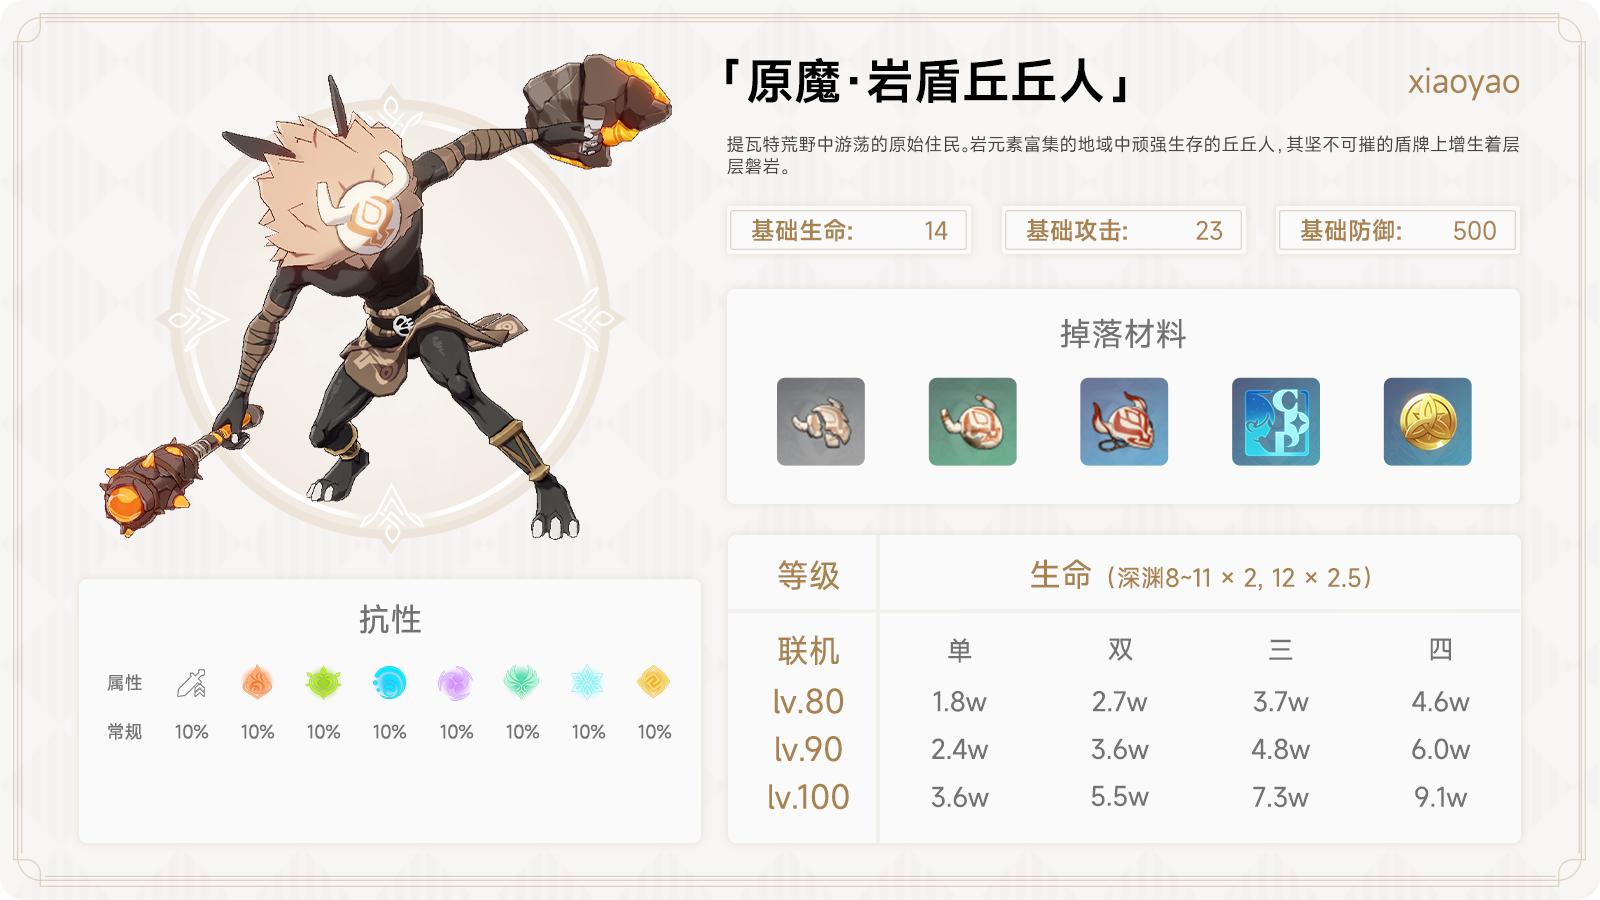 「原魔·岩盾丘丘人」
xiaoyao
提瓦特荒野中游荡的原始住民。岩元素富集的地域中顽强生存的丘丘人,其坚不可摧的盾牌上增生着层
层磐岩。
基础生命: 14
基础攻击: 23
基础防御: 500
掉落材料
抗性
属性
常规 10% 10% 10% 10% 10% 10% 10% 10%
等级 生命(深渊8~11 × 2, 12 × 2.5)
联机 单 双 三 四
lv.80 1.8w 2.7w 3.7w 4.6w
lv.90 2.4w 3.6w 4.8w 6.0w
lv.100 3.6w 5.5w 7.3w 9.1w